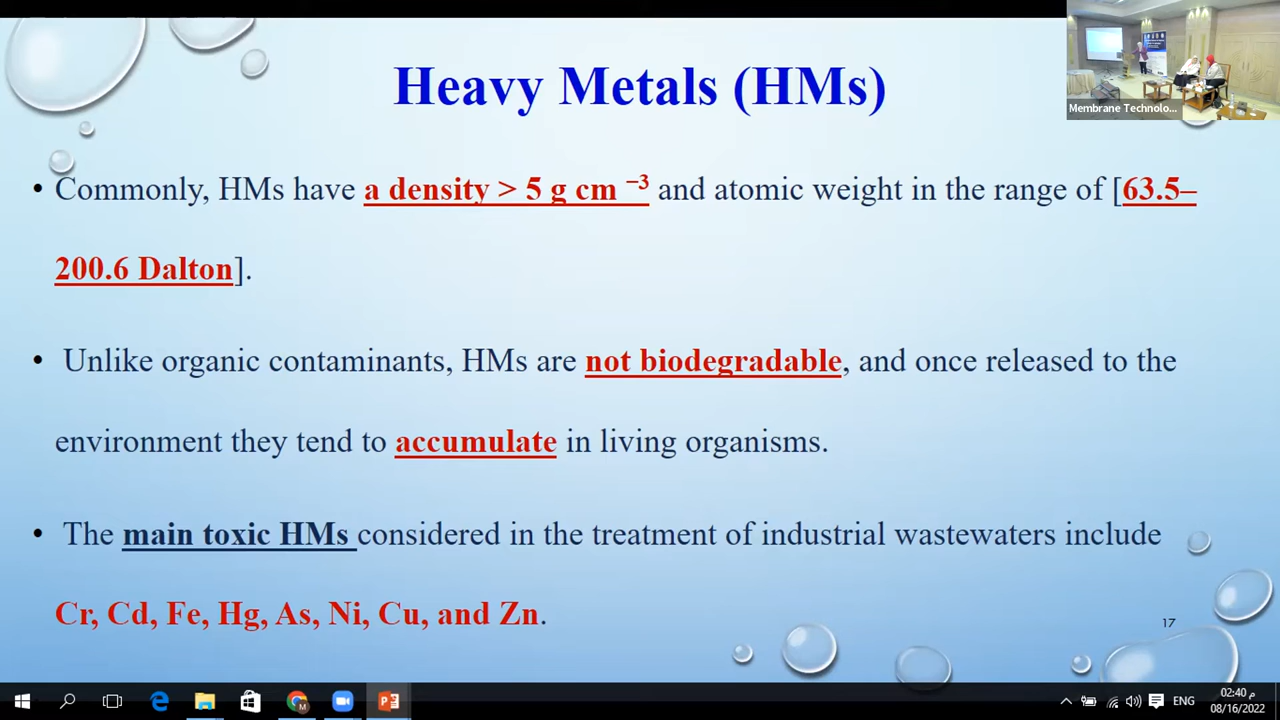 Heavy Metals (HMs)
Membrane Technolo...
• Commonly, HMs have a density > 5 g cm ⁻³ and atomic weight in the range of [63.5–
200.6 Dalton].
• Unlike organic contaminants, HMs are not biodegradable, and once released to the
environment they tend to accumulate in living organisms.
• The main toxic HMs considered in the treatment of industrial wastewaters include
Cr, Cd, Fe, Hg, As, Ni, Cu, and Zn.
17
ENG
02:40 م
08/16/2022